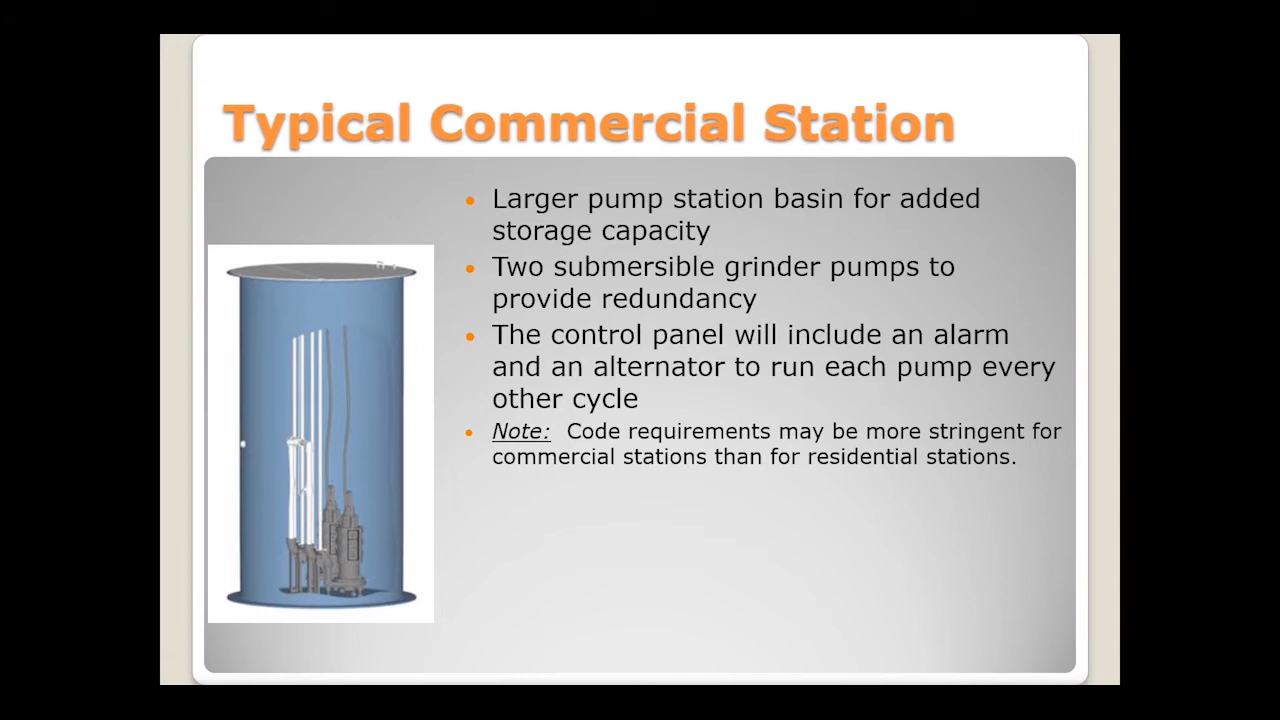 Typical Commercial Station
• Larger pump station basin for added
storage capacity
• Two submersible grinder pumps to
provide redundancy
• The control panel will include an alarm
and an alternator to run each pump every
other cycle
• Note: Code requirements may be more stringent for
commercial stations than for residential stations.